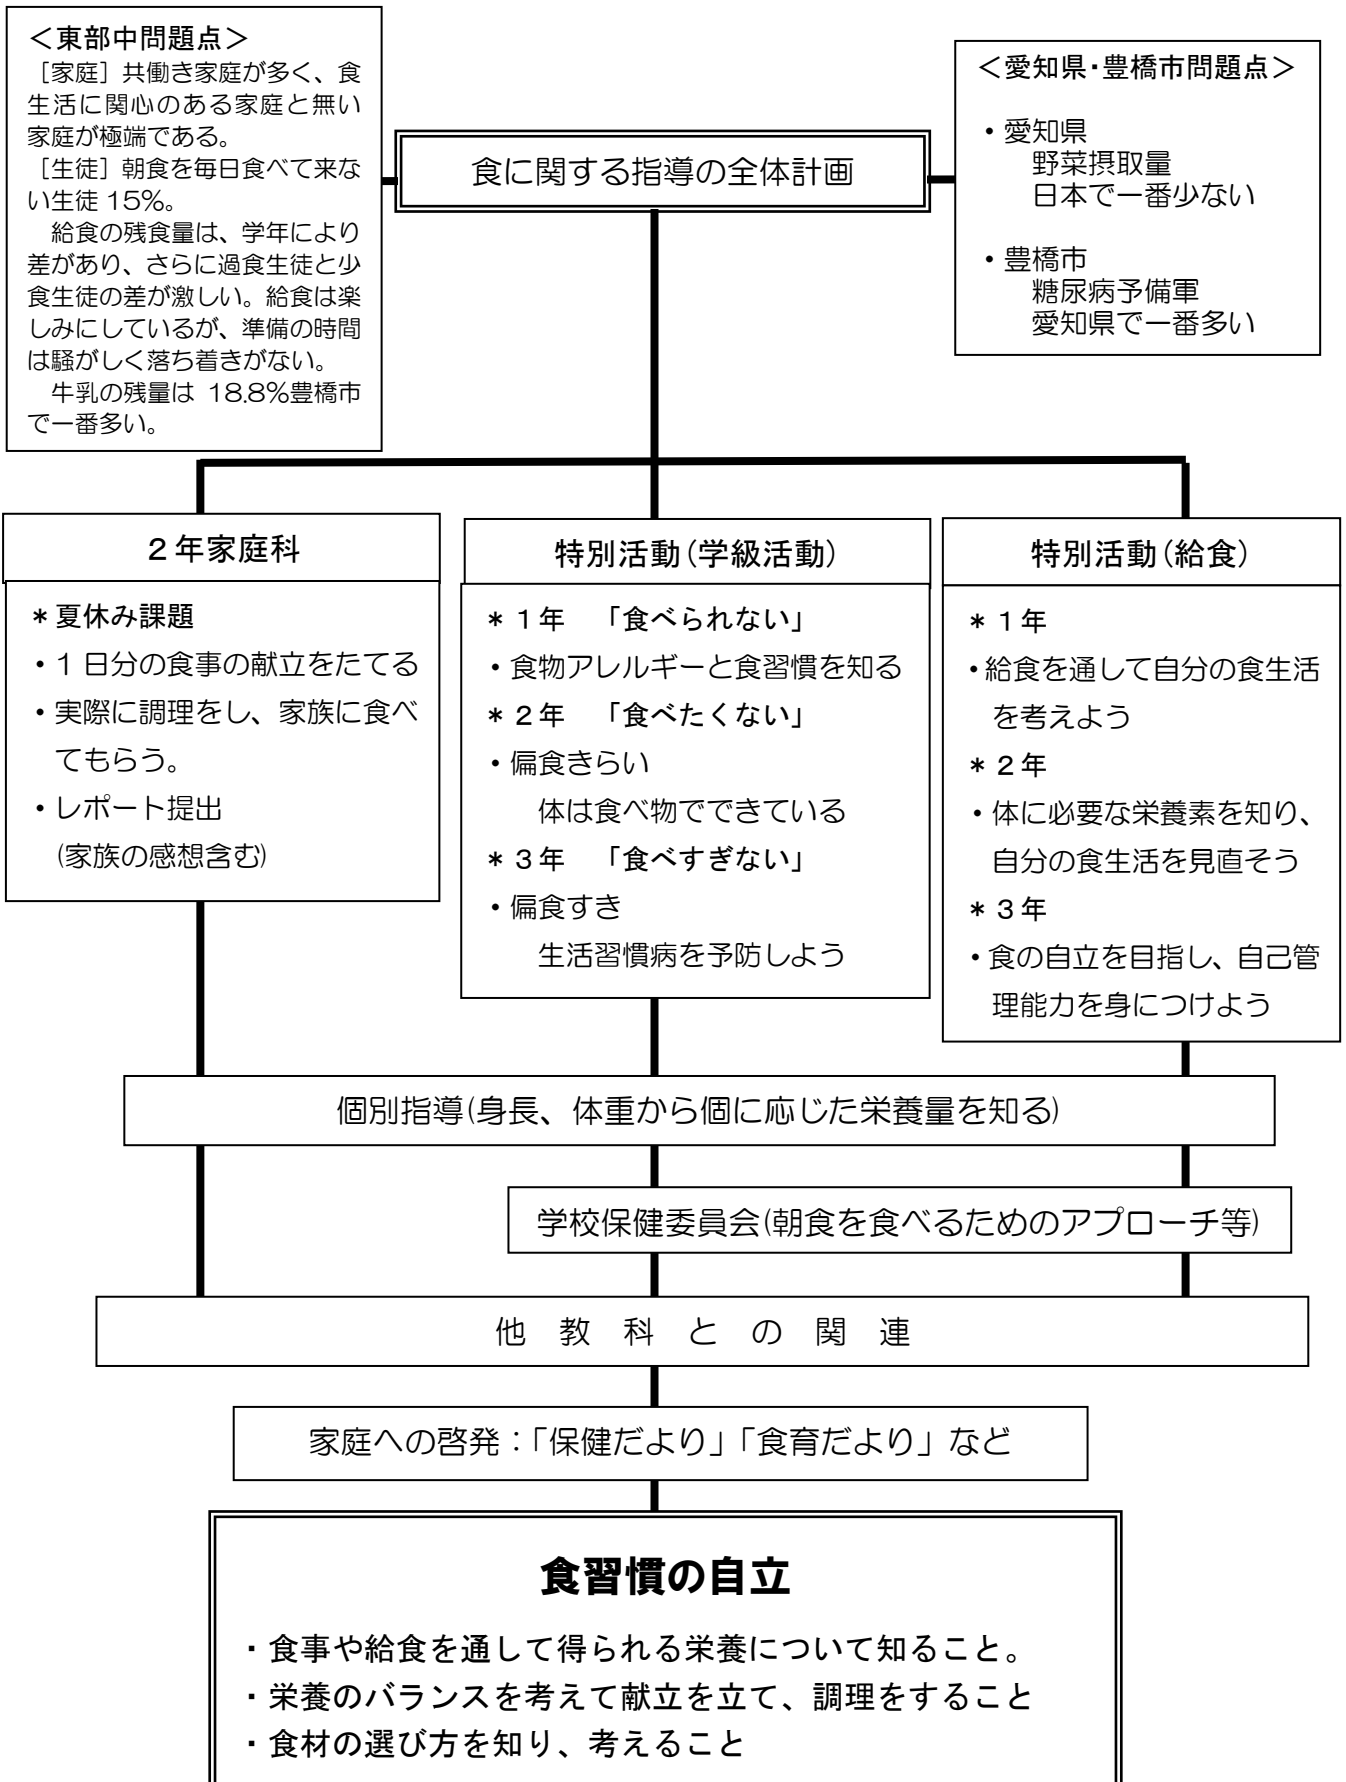 ＜東部中問題点＞
［家庭］共働き家庭が多く、食
生活に関心のある家庭と無い
家庭が極端である。
［生徒］朝食を毎日食べて来な
い生徒 15%。
　給食の残食量は、学年により
差があり、さらに過食生徒と少
食生徒の差が激しい。給食は楽
しみにしているが、準備の時間
は騒がしく落ち着きがない。
　牛乳の残量は 18.8%豊橋市
で一番多い。
食に関する指導の全体計画
＜愛知県・豊橋市問題点＞
・愛知県
野菜摂取量
日本で一番少ない
・豊橋市
糖尿病予備軍
愛知県で一番多い
２年家庭科
＊夏休み課題
・1 日分の食事の献立をたてる
・実際に調理をし、家族に食べ
てもらう。
・レポート提出
(家族の感想含む)
特別活動(学級活動)
＊１年　「食べられない」
・食物アレルギーと食習慣を知る
＊２年　「食べたくない」
・偏食きらい
体は食べ物でできている
＊３年　「食べすぎない」
・偏食すき
生活習慣病を予防しよう
特別活動(給食)
＊１年
・給食を通して自分の食生活
を考えよう
＊２年
・体に必要な栄養素を知り、
自分の食生活を見直そう
＊３年
・食の自立を目指し、自己管
理能力を身につけよう
個別指導(身長、体重から個に応じた栄養量を知る)
学校保健委員会(朝食を食べるためのアプローチ等)
他　教　科　と　の　関　連
家庭への啓発：「保健だより」「食育だより」など
食習慣の自立
・食事や給食を通して得られる栄養について知ること。
・栄養のバランスを考えて献立を立て、調理をすること
・食材の選び方を知り、考えること